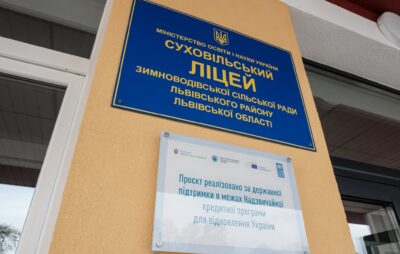 МІНІСТЕРСТВО ОСВІТИ І НАУКИ УКРАЇНИ
СУХОВІЛЬСЬКИЙ
ЛІЦЕЙ
ЗИМНОВОДІВСЬКОЇ СІЛЬСЬКОЇ РАДИ
ЛЬВІВСЬКОГО РАЙОНУ
ЛЬВІВСЬКОЇ ОБЛАСТІ
Проєкт реалізовано за державної
підтримки в межах Надзвичайної
кредитної програми
для відновлення України